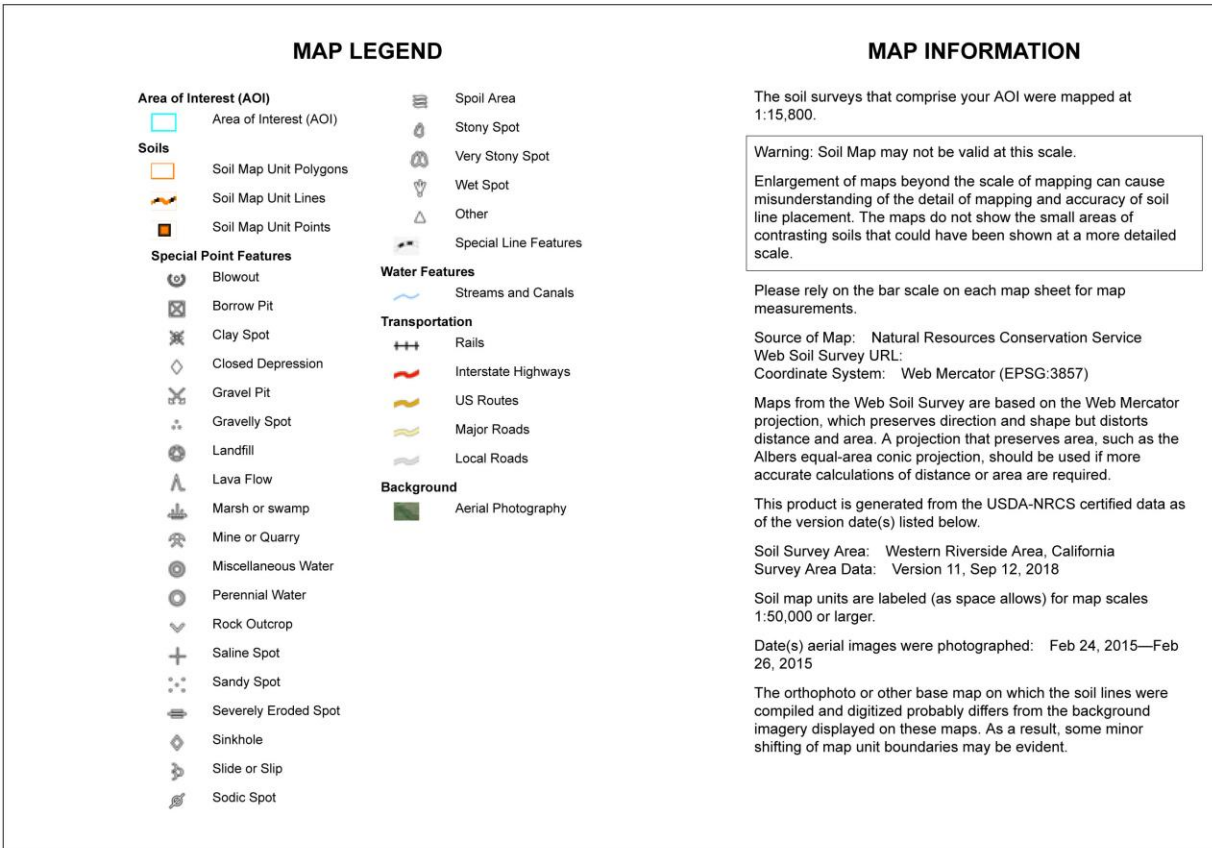 MAP LEGEND
Area of Interest (AOI)
Area of Interest (AOI)
Soils
Soil Map Unit Polygons
Soil Map Unit Lines
Soil Map Unit Points
Special Point Features
Blowout
Borrow Pit
Clay Spot
Closed Depression
Gravel Pit
Gravelly Spot
Landfill
Lava Flow
Marsh or swamp
Mine or Quarry
Miscellaneous Water
Perennial Water
Rock Outcrop
Saline Spot
Sandy Spot
Severely Eroded Spot
Sinkhole
Slide or Slip
Sodic Spot
Spoil Area
Stony Spot
Very Stony Spot
Wet Spot
Other
Special Line Features
Water Features
Streams and Canals
Transportation
Rails
Interstate Highways
US Routes
Major Roads
Local Roads
Background
Aerial Photography
MAP INFORMATION
The soil surveys that comprise your AOI were mapped at
1:15,800.
Warning: Soil Map may not be valid at this scale.
Enlargement of maps beyond the scale of mapping can cause
misunderstanding of the detail of mapping and accuracy of soil
line placement. The maps do not show the small areas of
contrasting soils that could have been shown at a more detailed
scale.
Please rely on the bar scale on each map sheet for map
measurements.
Source of Map: Natural Resources Conservation Service
Web Soil Survey URL:
Coordinate System: Web Mercator (EPSG:3857)
Maps from the Web Soil Survey are based on the Web Mercator
projection, which preserves direction and shape but distorts
distance and area. A projection that preserves area, such as the
Albers equal-area conic projection, should be used if more
accurate calculations of distance or area are required.
This product is generated from the USDA-NRCS certified data as
of the version date(s) listed below.
Soil Survey Area: Western Riverside Area, California
Survey Area Data: Version 11, Sep 12, 2018
Soil map units are labeled (as space allows) for map scales
1:50,000 or larger.
Date(s) aerial images were photographed: Feb 24, 2015—Feb
26, 2015
The orthophoto or other base map on which the soil lines were
compiled and digitized probably differs from the background
imagery displayed on these maps. As a result, some minor
shifting of map unit boundaries may be evident.